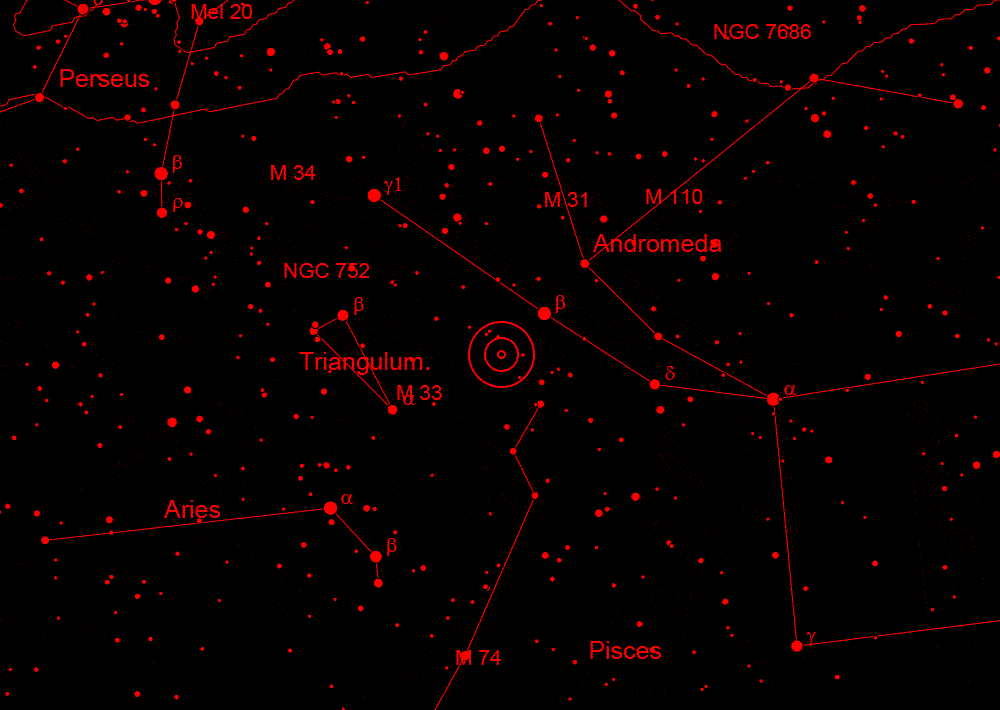 Mel 20
NGC 7686
Perseus
β
M 34
γ1
ρ
M 31
M 110
Andromeda
NGC 752
β
β
Triangulum
δ
α
M 33
α
α
Aries
β
γ
M 74
Pisces